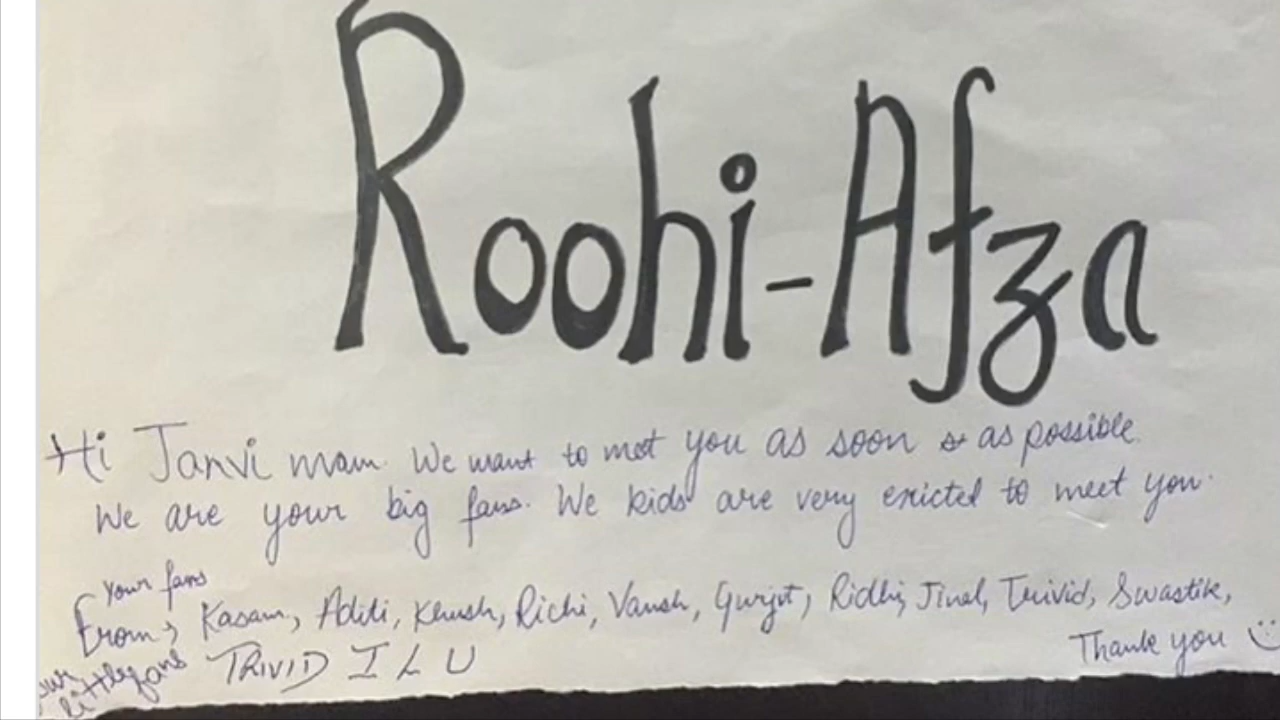 Roohi-Afza
Hi Janvi mam. We want to met you as soon as possible.
We are your big fans. We kids are very exicted to meet you.
Your fans
From, Kasam, Aditi, Khush, Richi, Vansh, Gurjit, Ridhi, Jinal, Trivid, Swastik,
little fans TRIVID I L U
Thank you :)